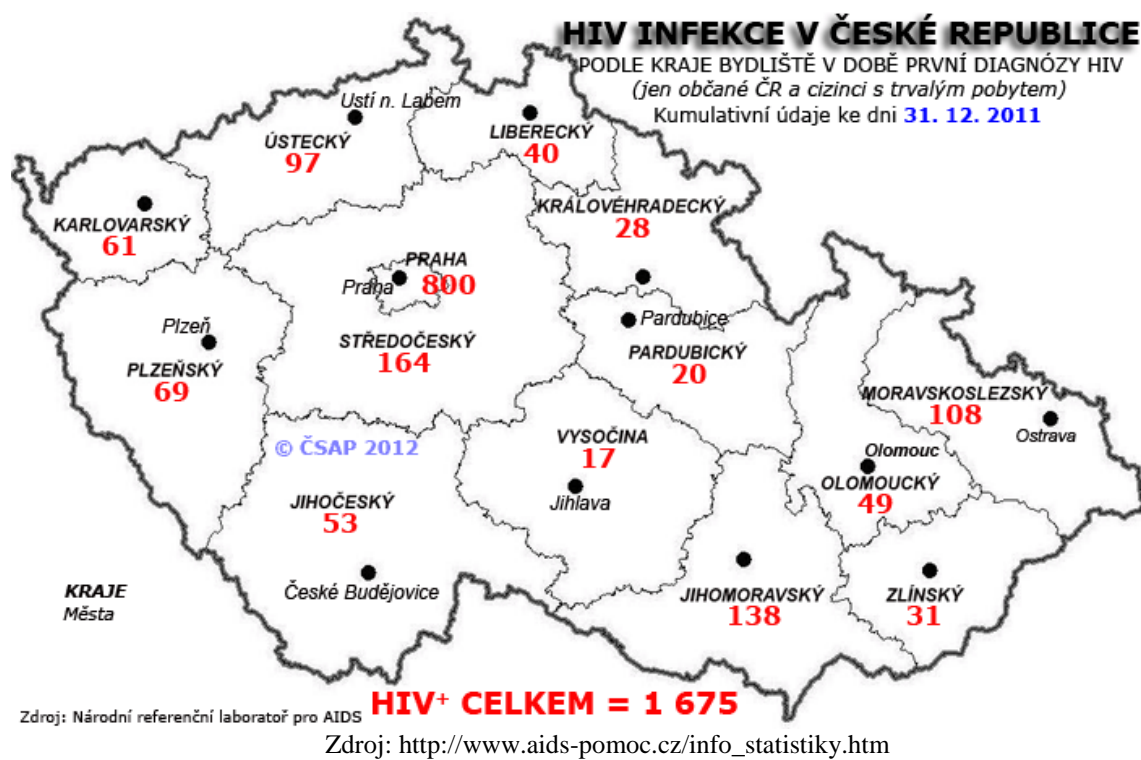 HIV INFEKCE V ČESKÉ REPUBLICE
PODLE KRAJE BYDLIŠTĚ V DOBĚ PRVNÍ DIAGNÓZY HIV
(jen občané ČR a cizinci s trvalým pobytem)
Kumulativní údaje ke dni 31. 12. 2011
Ustí n. Labem
ÚSTECKÝ
97
LIBERECKÝ
40
KARLOVARSKÝ
61
KRÁLOVÉHRADECKÝ
28
PRAHA
Praha
800
STŘEDOČESKÝ
164
Plzeň
PLZEŇSKÝ
69
Pardubice
PARDUBICKÝ
20
MORAVSKOSLEZSKÝ
108
Ostrava
© ČSAP 2012
VYSOČINA
17
Jihlava
Olomouc
OLOMOUCKÝ
49
JIHOČESKÝ
53
České Budějovice
JIHOMORAVSKÝ
138
ZLÍNSKÝ
31
KRAJE
Města
HIV+ CELKEM = 1 675
Zdroj: Národní referenční laboratoř pro AIDS
Zdroj: http://www.aids-pomoc.cz/info_statistiky.htm